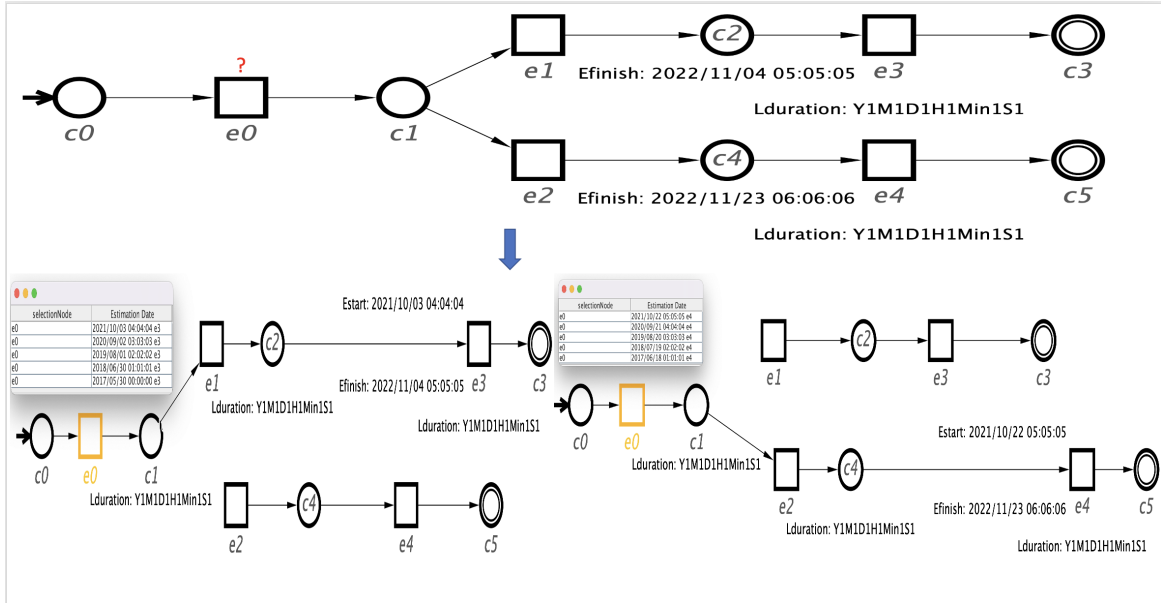 ?
c0
e0
c1
e1
c2
Efinish: 2022/11/04 05:05:05
e3
c3
Lduration: Y1M1D1H1Min1S1
e2
c4
Efinish: 2022/11/23 06:06:06
e4
c5
Lduration: Y1M1D1H1Min1S1
selectionNode Estimation Date
e0 2021/10/03 04:04:04 e3
e0 2020/09/02 03:03:03 e3
e0 2019/08/01 02:02:02 e3
e0 2018/06/30 01:01:01 e3
e0 2017/05/30 00:00:00 e3
c0
e0
c1
Lduration: Y1M1D1H1Min1S1
e1
c2
Lduration: Y1M1D1H1Min1S1
Estart: 2021/10/03 04:04:04
Efinish: 2022/11/04 05:05:05
e3
c3
Lduration: Y1M1D1H1Min1S1
e2
c4
e4
c5
selectionNode Estimation Date
e0 2021/10/22 05:05:05 e4
e0 2020/09/21 04:04:04 e4
e0 2019/08/20 03:03:03 e4
e0 2018/07/19 02:02:02 e4
e0 2017/06/18 01:01:01 e4
c0
e0
c1
Lduration: Y1M1D1H1Min1S1
e1
c2
e3
c3
e2
c4
Lduration: Y1M1D1H1Min1S1
Estart: 2021/10/22 05:05:05
Efinish: 2022/11/23 06:06:06
e4
c5
Lduration: Y1M1D1H1Min1S1